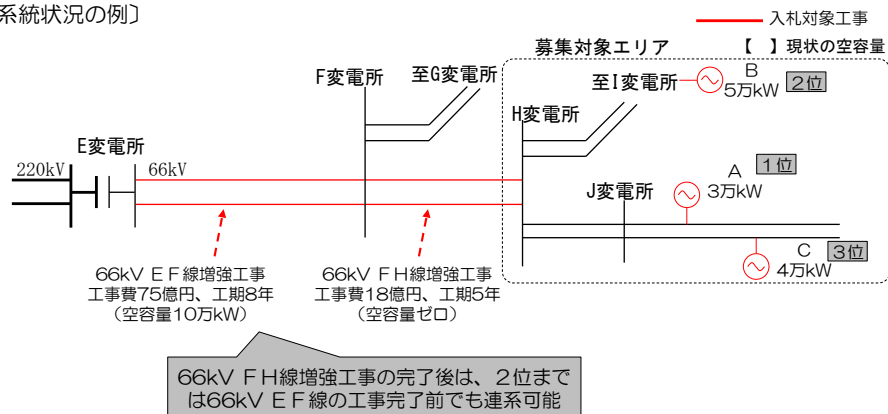 系統状況の例〕
入札対象工事
募集対象エリア 【 】現状の空容量
F変電所 至G変電所
至I変電所 B
5万kW 2位
H変電所
E変電所
220kV 66kV
A 1位
3万kW
J変電所
C 3位
4万kW
66kV EF線増強工事
工事費75億円、工期8年
（空容量10万kW）
66kV FH線増強工事
工事費18億円、工期5年
（空容量ゼロ）
66kV FH線増強工事の完了後は、2位まで
は66kV EF線の工事完了前でも連系可能